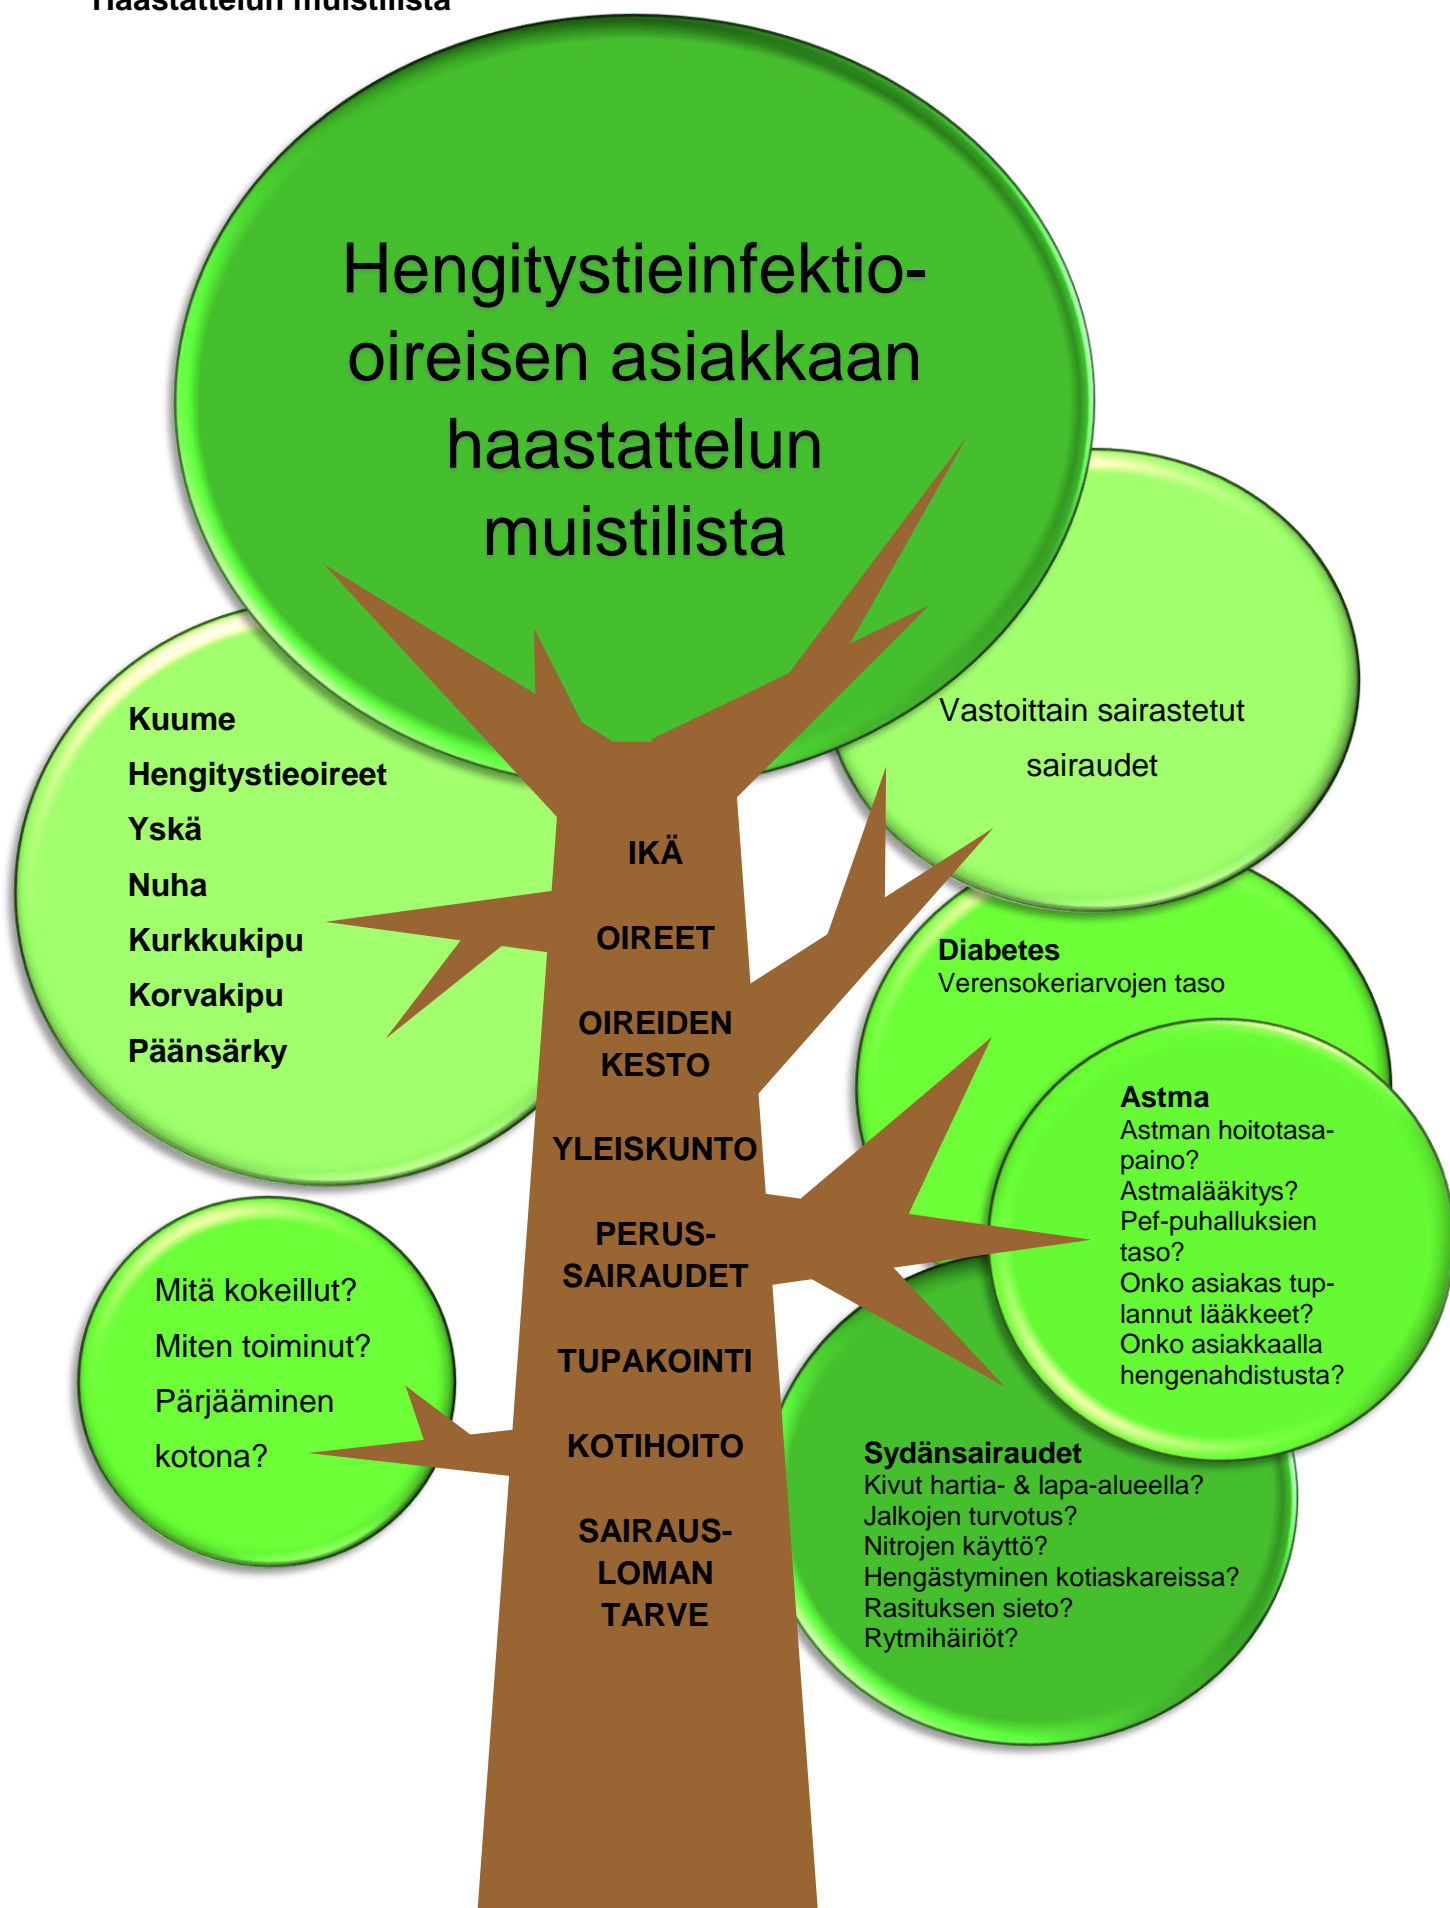 Haastattelun muistilista
Hengitystieinfektio-
oireisen asiakkaan
haastattelun
muistilista
Kuume
Hengitystieoireet
Yskä
Nuha
Kurkkukipu
Korvakipu
Päänsärky
Mitä kokeillut?
Miten toiminut?
Pärjääminen
kotona?
IKÄ
OIREET
OIREIDEN
KESTO
YLEISKUNTO
PERUS-
SAIRAUDET
TUPAKOINTI
KOTIHOITO
SAIRAUS-
LOMAN
TARVE
Vastoittain sairastetut
sairaudet
Diabetes
Verensokeriarvojen taso
Astma
Astman hoitotasa-
paino?
Astmalääkitys?
Pef-puhalluksien
taso?
Onko asiakas tup-
lannut lääkkeet?
Onko asiakkaalla
hengenahdistusta?
Sydänsairaudet
Kivut hartia- & lapa-alueella?
Jalkojen turvotus?
Nitrojen käyttö?
Hengästyminen kotiaskareissa?
Rasituksen sieto?
Rytmihäiriöt?